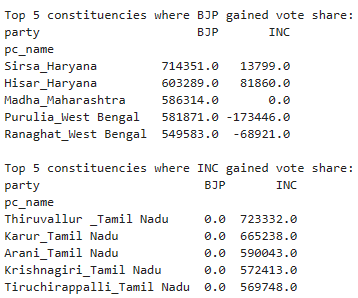 Top 5 constituencies where BJP gained vote share:
party                     BJP       INC
pc_name
Sirsa_Haryana        714351.0   13799.0
Hisar_Haryana        603289.0   81860.0
Madha_Maharashtra    586314.0       0.0
Purulia_West Bengal  581871.0 -173446.0
Ranaghat_West Bengal 549583.0  -68921.0

Top 5 constituencies where INC gained vote share:
party                      BJP       INC
pc_name
Thiruvallur _Tamil Nadu    0.0  723332.0
Karur_Tamil Nadu           0.0  665238.0
Arani_Tamil Nadu           0.0  590043.0
Krishnagiri_Tamil Nadu     0.0  572413.0
Tiruchirappalli_Tamil Nadu 0.0  569748.0